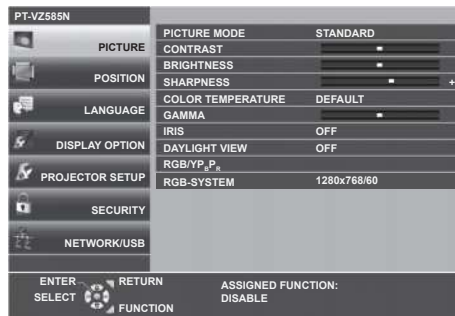 PT-VZ585N
PICTURE
POSITION
LANGUAGE
DISPLAY OPTION
PROJECTOR SETUP
SECURITY
NETWORK/USB
PICTURE MODE STANDARD
CONTRAST
BRIGHTNESS
SHARPNESS +
COLOR TEMPERATURE DEFAULT
GAMMA
IRIS OFF
DAYLIGHT VIEW OFF
RGB/YPBPR
RGB-SYSTEM 1280x768/60
ENTER RETURN
SELECT
FUNCTION
ASSIGNED FUNCTION:
DISABLE